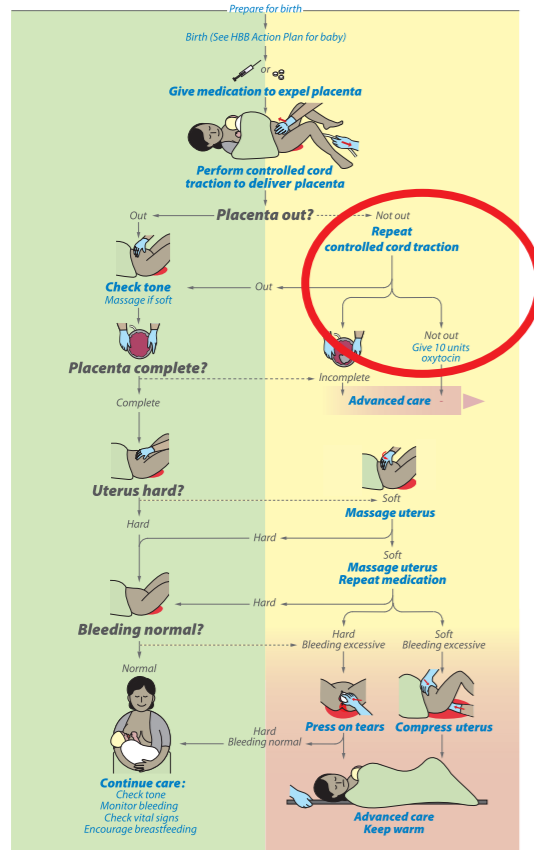 Prepare for birth
Birth (See HBB Action Plan for baby)
or
Give medication to expel placenta
Perform controlled cord
traction to deliver placenta
Placenta out?
Out
Not out
Repeat
controlled cord traction
Check tone
Massage if soft
Out
Not out
Give 10 units
oxytocin
Placenta complete?
Incomplete
Complete
Advanced care
Uterus hard?
Soft
Massage uterus
Hard
Hard
Soft
Massage uterus
Repeat medication
Hard
Bleeding normal?
Hard
Bleeding excessive
Soft
Bleeding excessive
Normal
Press on tears
Compress uterus
Hard
Bleeding normal
Continue care:
Check tone
Monitor bleeding
Check vital signs
Encourage breastfeeding
Advanced care
Keep warm